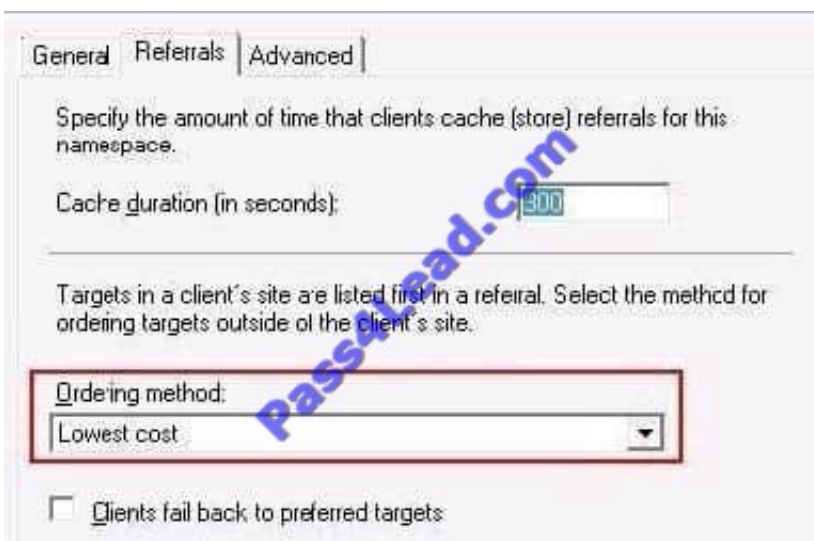 General Referrals Advanced
Specify the amount of time that clients cache (store) referrals for this
namespace.
Cache duration (in seconds): 300
Targets in a client's site are listed first in a referral. Select the method for
ordering targets outside of the client's site.
Ordering method:
Lowest cost
Clients fail back to preferred targets
Pass4Lead.com